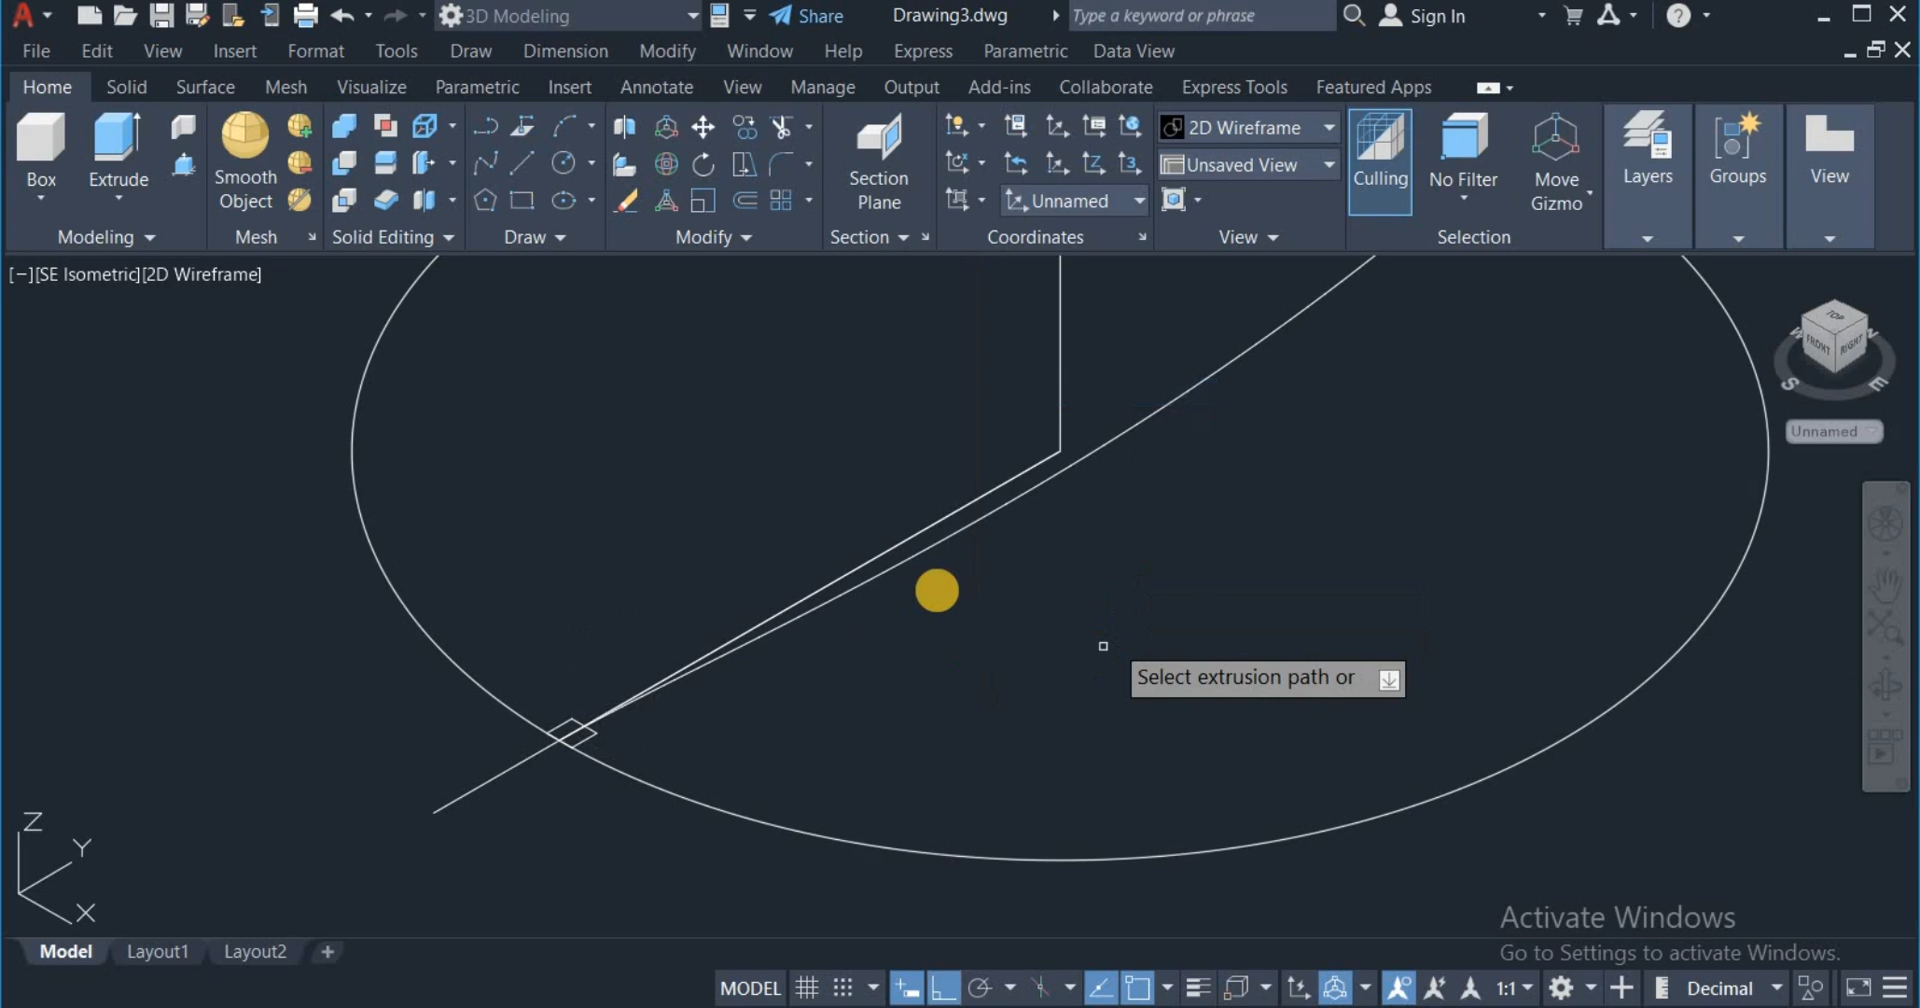 3D Modeling
Share
Drawing3.dwg
Type a keyword or phrase
Sign In
File Edit View Insert Format Tools Draw Dimension Modify Window Help Express Parametric Data View
Home Solid Surface Mesh Visualize Parametric Insert Annotate View Manage Output Add-ins Collaborate Express Tools Featured Apps
Box
Extrude
Modeling
Smooth
Object
Mesh
Solid Editing
Draw
Modify
Section
Plane
Section
Unnamed
Coordinates
2D Wireframe
Unsaved View
View
Culling
No Filter
Move
Gizmo
Selection
Layers
Groups
View
[−][SE Isometric][2D Wireframe]
TOP
FRONT
RIGHT
W
N
S
E
Unnamed
Select extrusion path or
Z
Y
X
Activate Windows
Go to Settings to activate Windows.
Model Layout1 Layout2 +
MODEL
1:1
Decimal